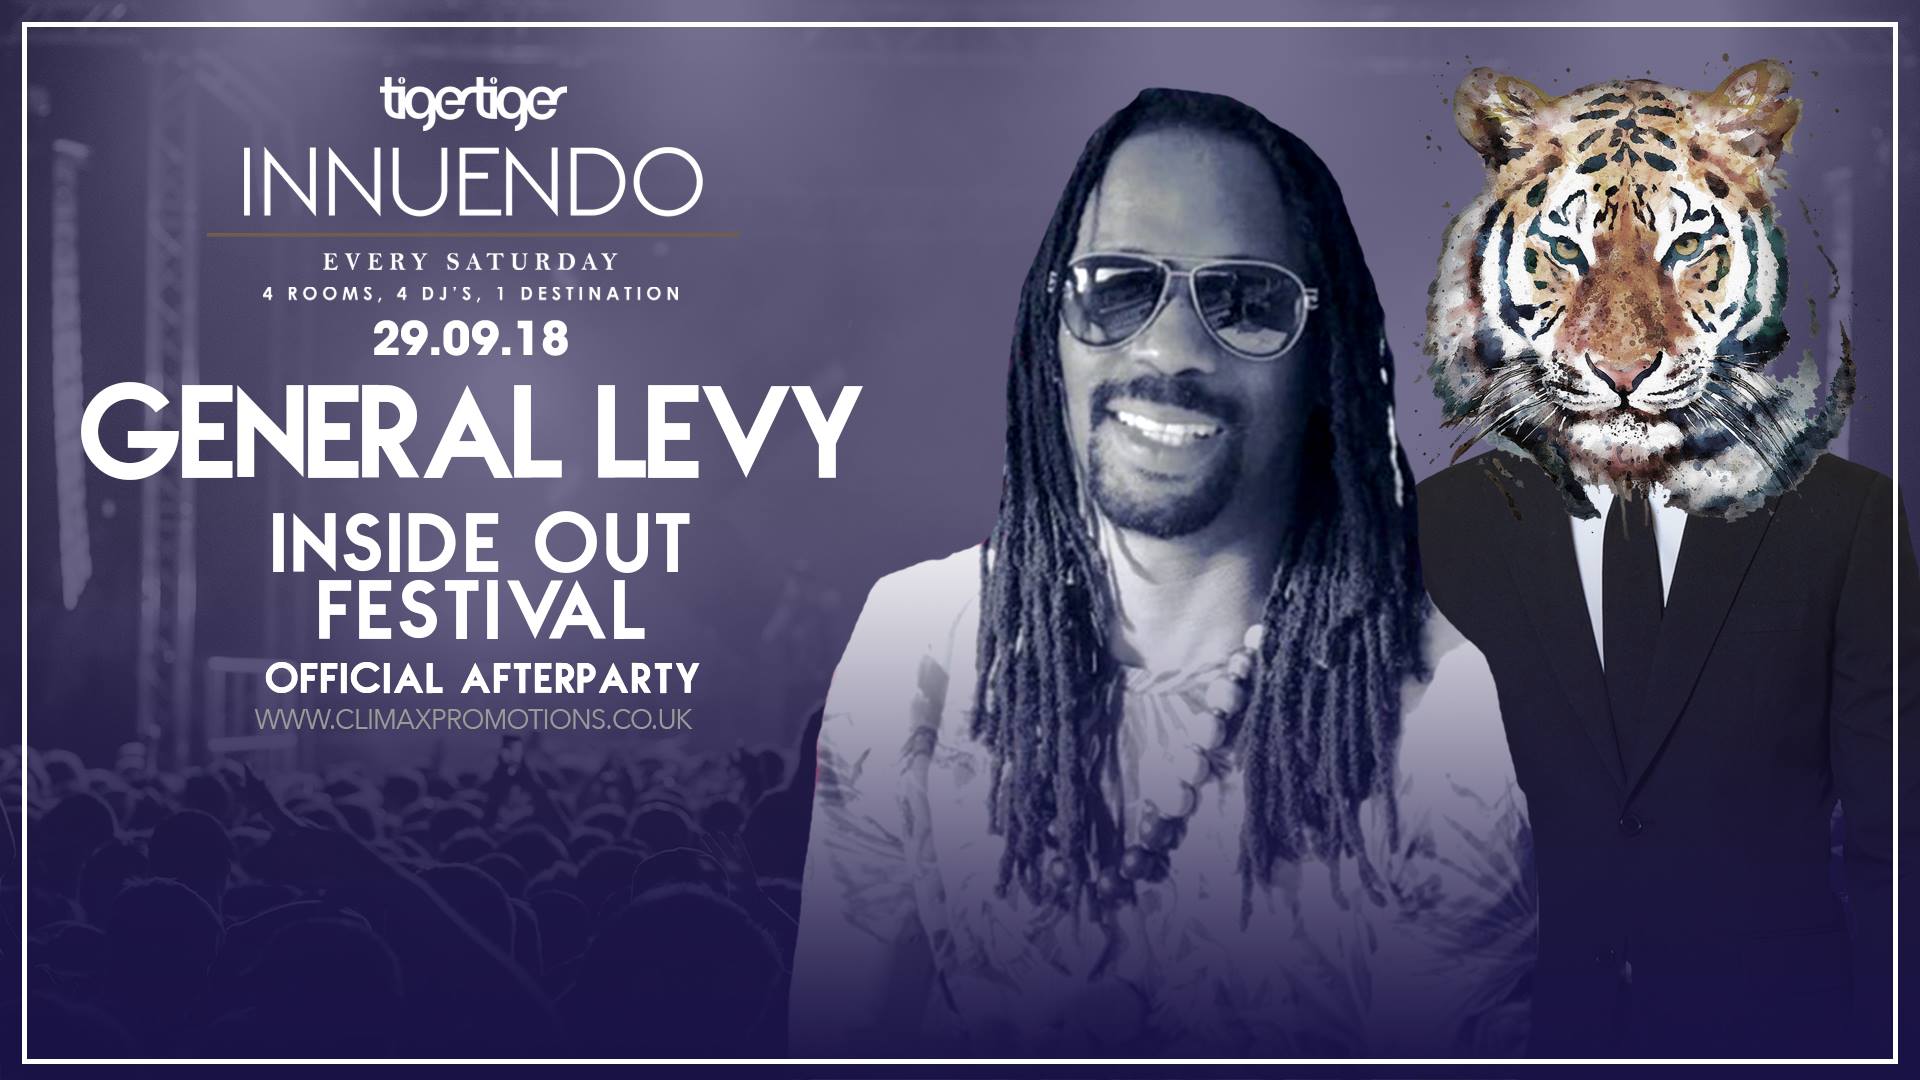 tigertiger
INNUENDO
EVERY SATURDAY
4 ROOMS, 4 DJ'S, 1 DESTINATION
29.09.18
GENERAL LEVY
INSIDE OUT
FESTIVAL
OFFICIAL AFTERPARTY
WWW.CLIMAXPROMOTIONS.CO.UK